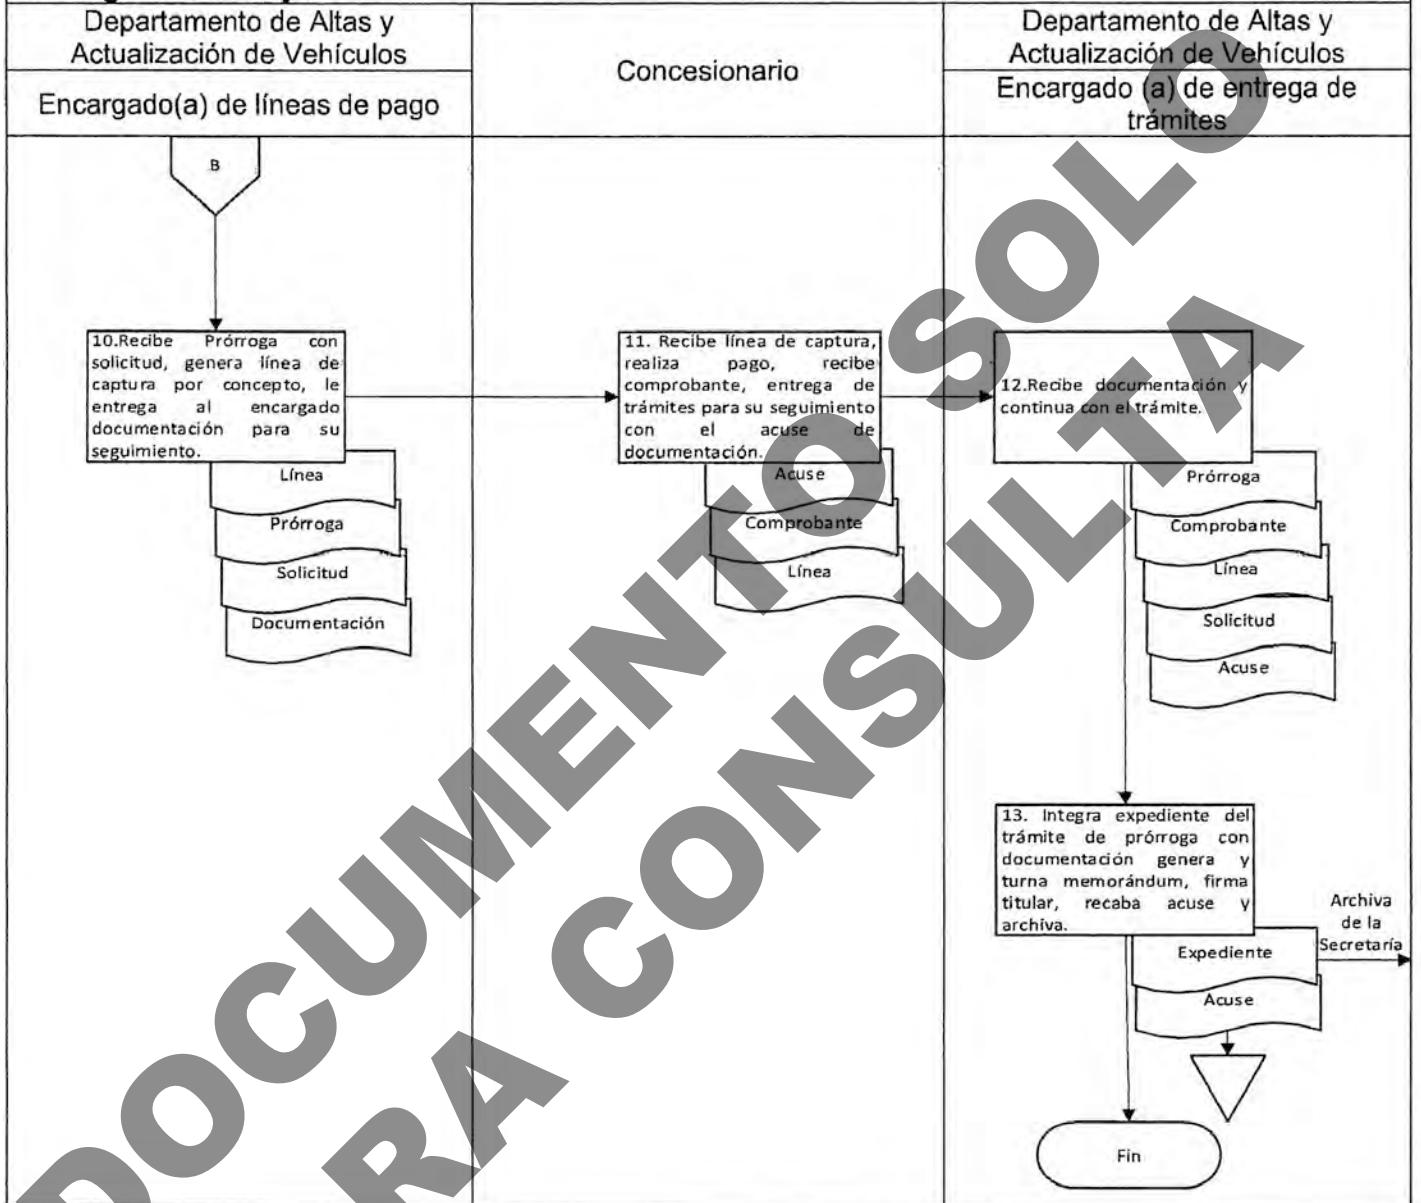 Departamento de Altas y
Actualización de Vehículos
Encargado(a) de líneas de pago
Concesionario
Departamento de Altas y
Actualización de Vehículos
Encargado (a) de entrega de
trámites
B
10.Recibe Prórroga con
solicitud, genera línea de
captura por concepto, le
entrega al encargado
documentación para su
seguimiento.
Línea
Prórroga
Solicitud
Documentación
11. Recibe línea de captura,
realiza pago, recibe
comprobante, entrega de
trámites para su seguimiento
con el acuse de
documentación.
Acuse
Comprobante
Línea
12.Recibe documentación y
continua con el trámite.
Prórroga
Comprobante
Línea
Solicitud
Acuse
13. Integra expediente del
trámite de prórroga con
documentación genera y
turna memorándum, firma
titular, recaba acuse y
archiva.
Expediente
Acuse
Archiva
de la
Secretaría
Fin
DOCUMENTO SOLO
RA CONSULTA